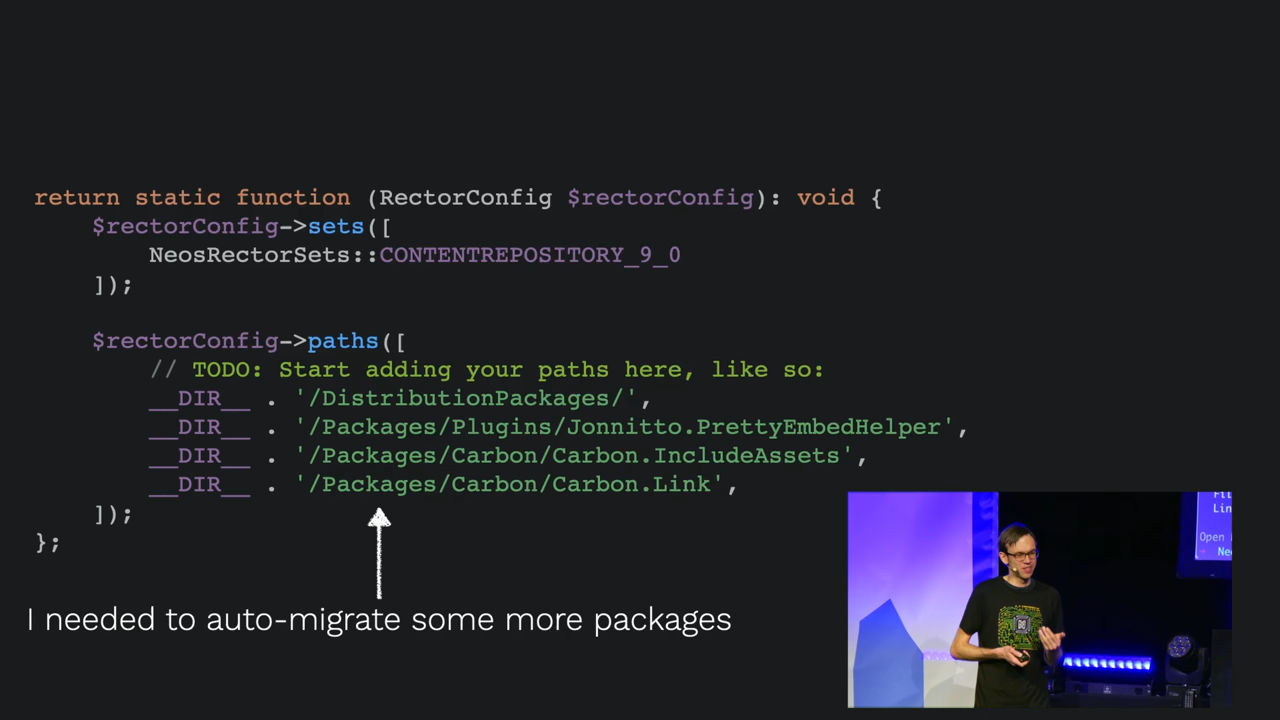 return static function (RectorConfig $rectorConfig): void {
    $rectorConfig->sets([
        NeosRectorSets::CONTENTREPOSITORY_9_0
    ]);

    $rectorConfig->paths([
        // TODO: Start adding your paths here, like so:
        __DIR__ . '/DistributionPackages/',
        __DIR__ . '/Packages/Plugins/Jonnitto.PrettyEmbedHelper',
        __DIR__ . '/Packages/Carbon/Carbon.IncludeAssets',
        __DIR__ . '/Packages/Carbon/Carbon.Link',
    ]);
};
I needed to auto-migrate some more packages
Open